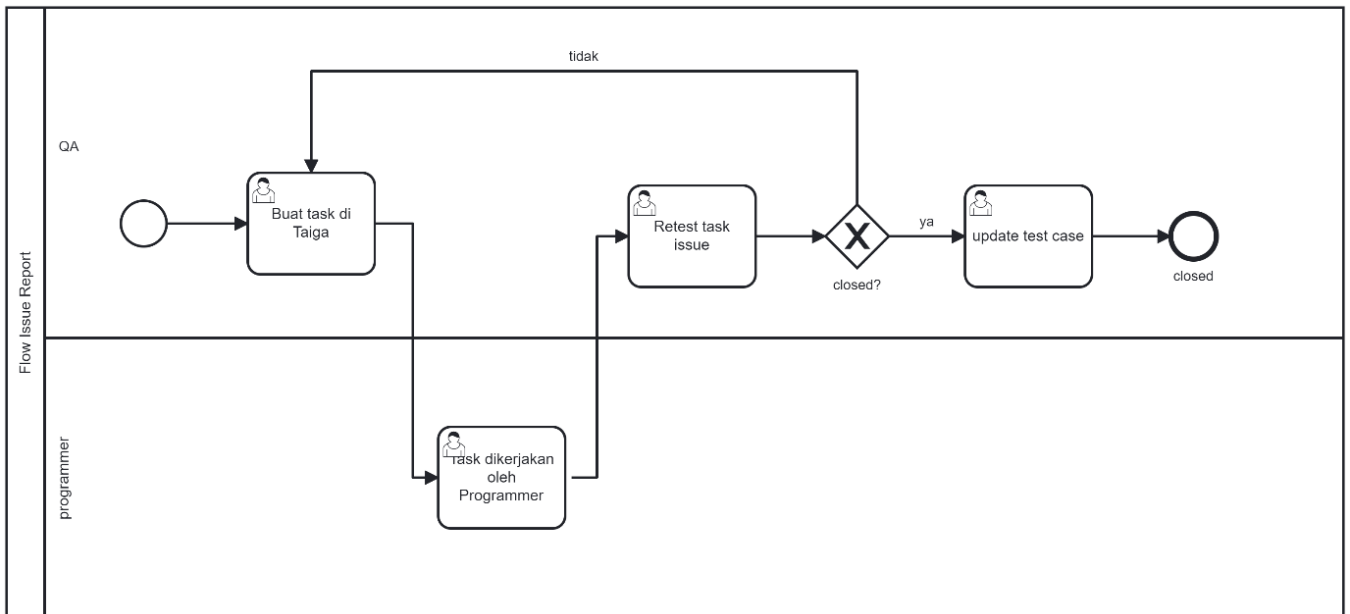 Flow Issue Report
QA
tidak
Buat task di
Taiga
Retest task
issue
closed?
ya
update test case
closed
programmer
Task dikerjakan
oleh
Programmer